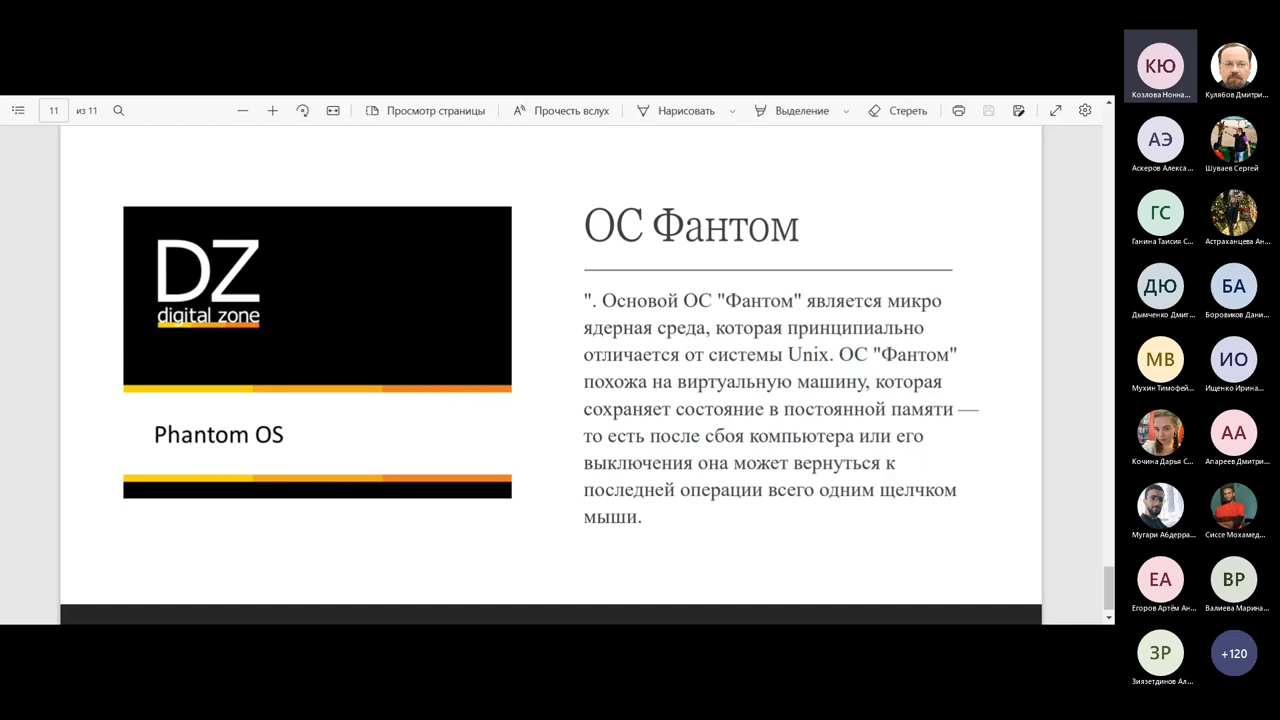 11
из 11
Просмотр страницы
Прочесть вслух
Нарисовать
Выделение
Стереть
DZ
digital zone
Phantom OS
ОС Фантом
". Основой ОС "Фантом" является микро
ядерная среда, которая принципиально
отличается от системы Unix. ОС "Фантом"
похожа на виртуальную машину, которая
сохраняет состояние в постоянной памяти —
то есть после сбоя компьютера или его
выключения она может вернуться к
последней операции всего одним щелчком
мыши.
КЮ
Козлова Нонна...
Кулябов Дмитри...
АЭ
Аскеров Алекса...
Шуваев Сергей
ГС
Ганина Таисия С...
Астраханцева Ан...
ДЮ
Дымченко Дмит...
БА
Боровиков Дани...
МВ
Мухин Тимофей...
ИО
Ищенко Ирина...
Кочина Дарья С...
АА
Апареев Дмитри...
Мугари Абдерра...
Сиссе Мохамед...
ЕА
Егоров Артём Ан...
ВР
Валиева Марина...
ЗР
Зиязетдинов Ал...
+120